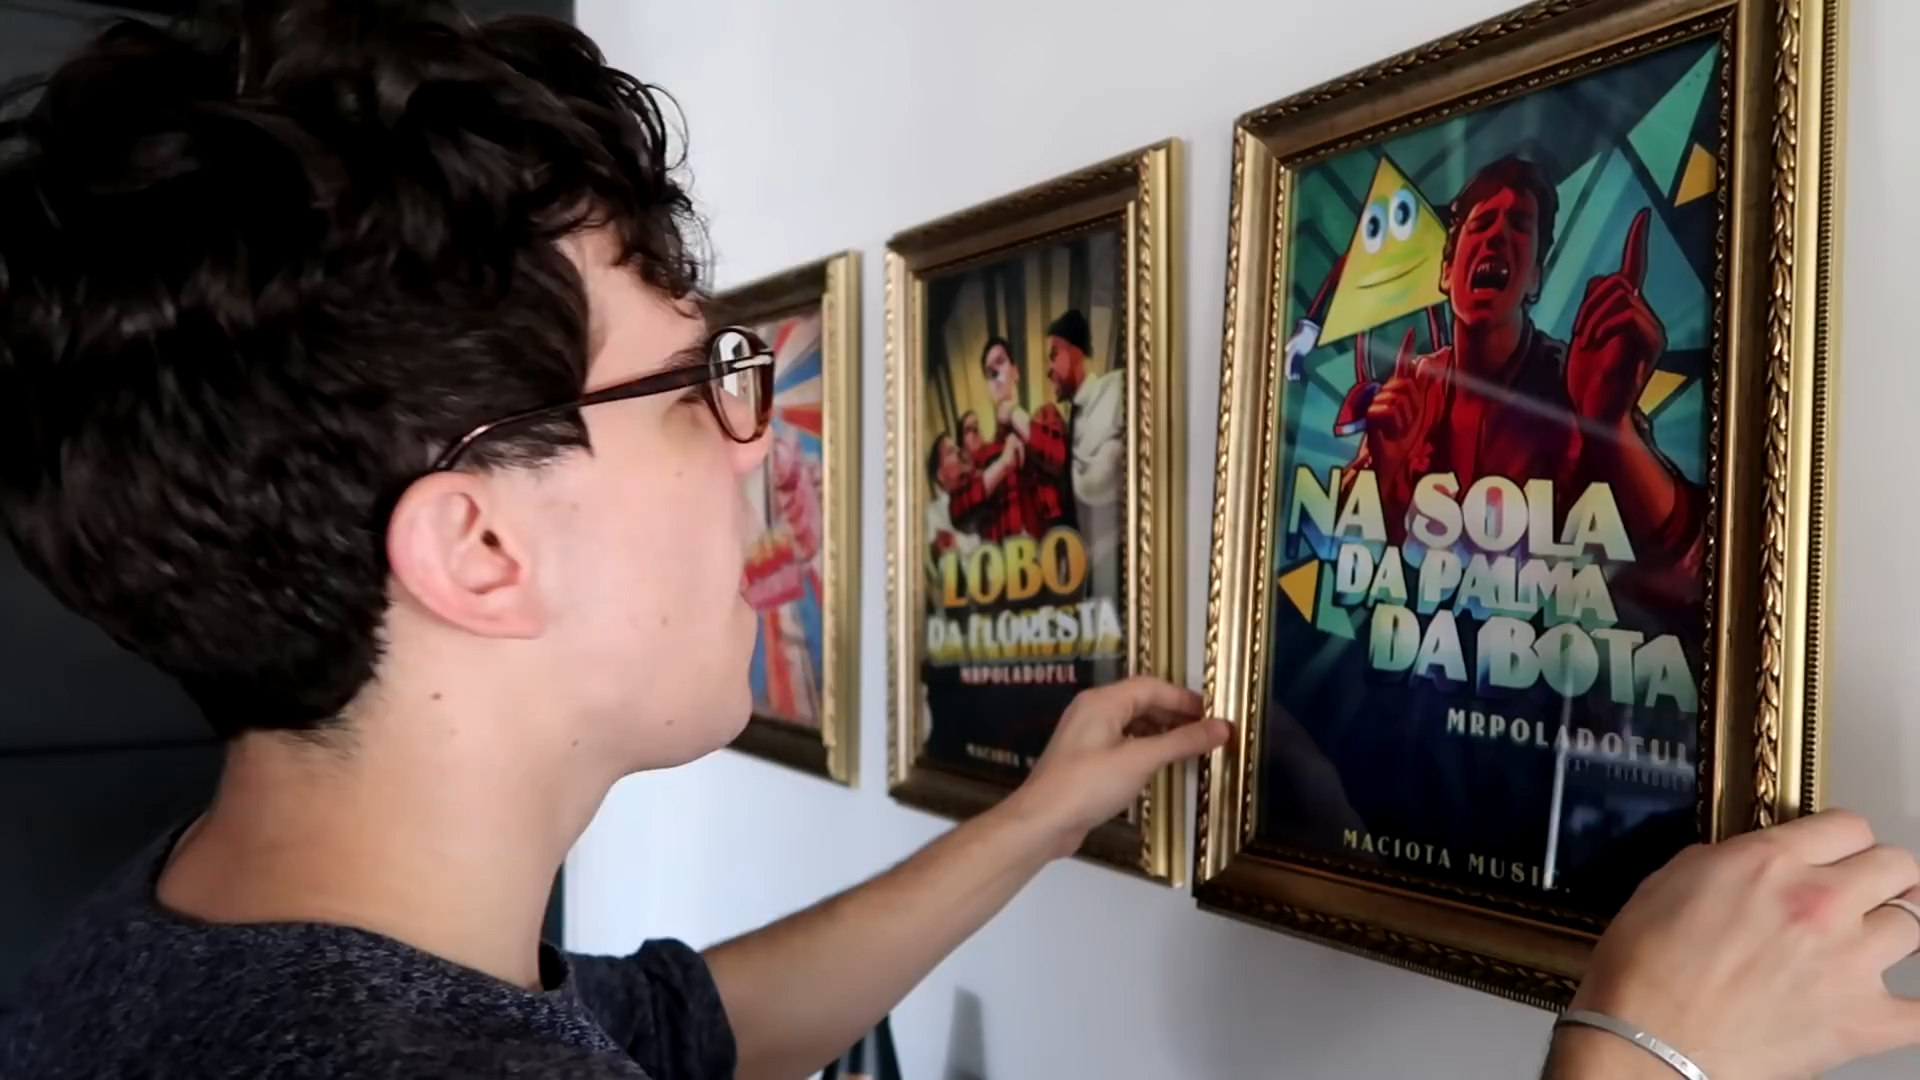 LOBO
DA FLORESTA
MRPOLADOFUL
NA SOLA
DA PALMA
DA BOTA
MRPOLADOFUL
MACIOTA MUSIC.